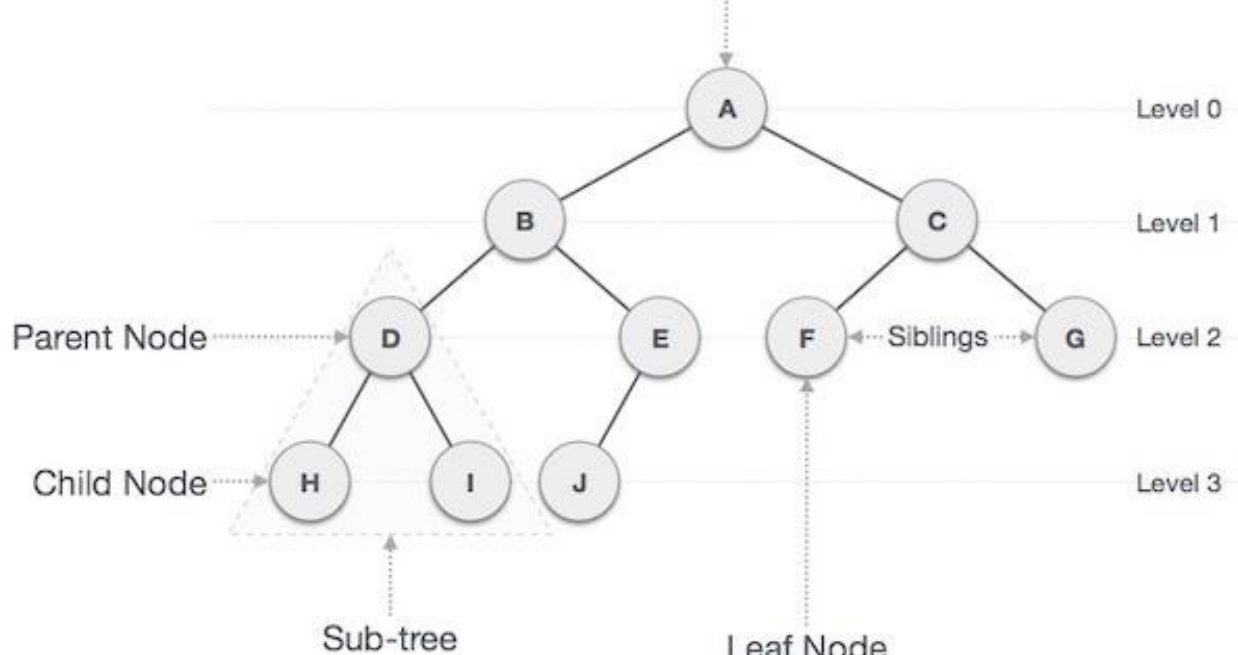 A
Level 0
B
C
Level 1
Parent Node
D
E
F
Siblings
G
Level 2
Child Node
H
I
J
Level 3
Sub-tree
Leaf Node